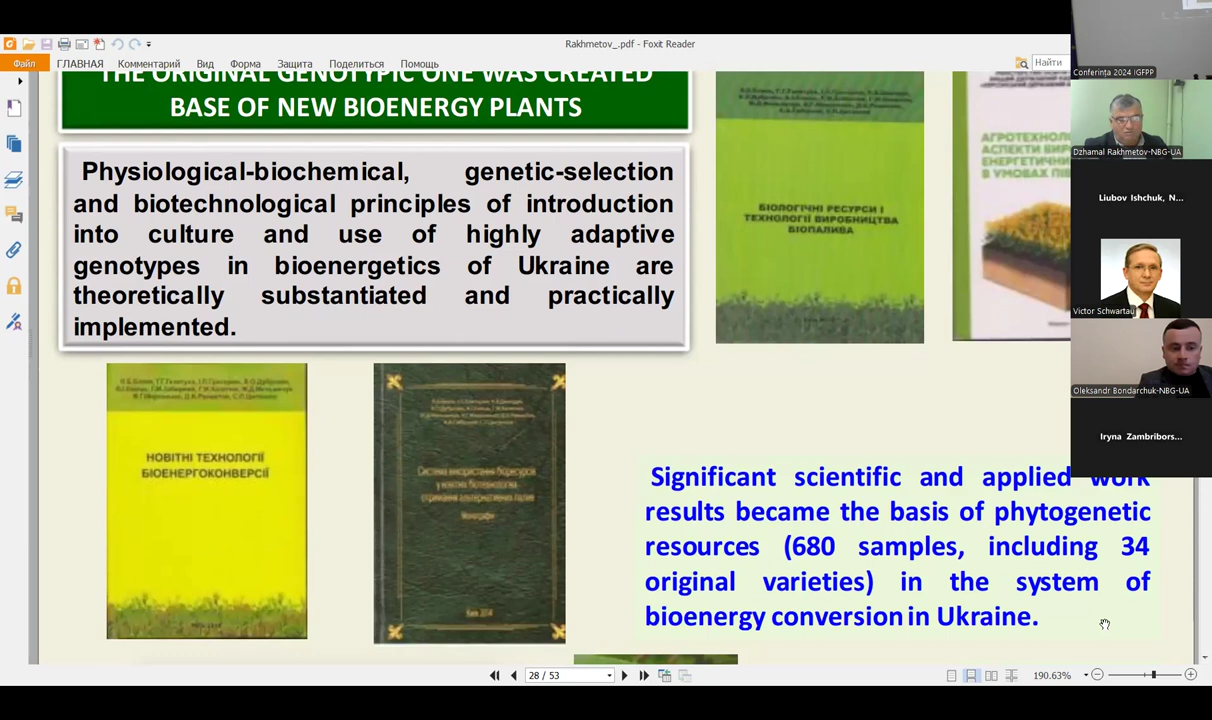 Rakhmetov_.pdf - Foxit Reader
Файл
ГЛАВНАЯ
Комментарий
Вид
Форма
Защита
Поделиться
Помощь
Найти
THE ORIGINAL GENOTYPIC ONE WAS CREATED
BASE OF NEW BIOENERGY PLANTS
Physiological-biochemical, genetic-selection
and biotechnological principles of introduction
into culture and use of highly adaptive
genotypes in bioenergetics of Ukraine are
theoretically substantiated and practically
implemented.
БІОЛОГІЧНІ РЕСУРСИ І
ТЕХНОЛОГІЇ ВИРОБНИЦТВА
БІОПАЛИВА
АСПЕКТИ
В УМОВАХ
НОВІТНІ ТЕХНОЛОГІЇ
БІОЕНЕРГОКОНВЕРСІЇ
Система використання біоресурсів
у новітніх біотехнологіях
отримання альтернативних палив
Монографія
Київ 2014
Significant scientific and applied work
results became the basis of phytogenetic
resources (680 samples, including 34
original varieties) in the system of
bioenergy conversion in Ukraine.
Conferința 2024 IGFPP
Dzhamal Rakhmetov-NBG-UA
Liubov Ishchuk, N...
Victor Schwartau
Oleksandr Bondarchuk-NBG-UA
Iryna Zambribors...
28 / 53
190.63%